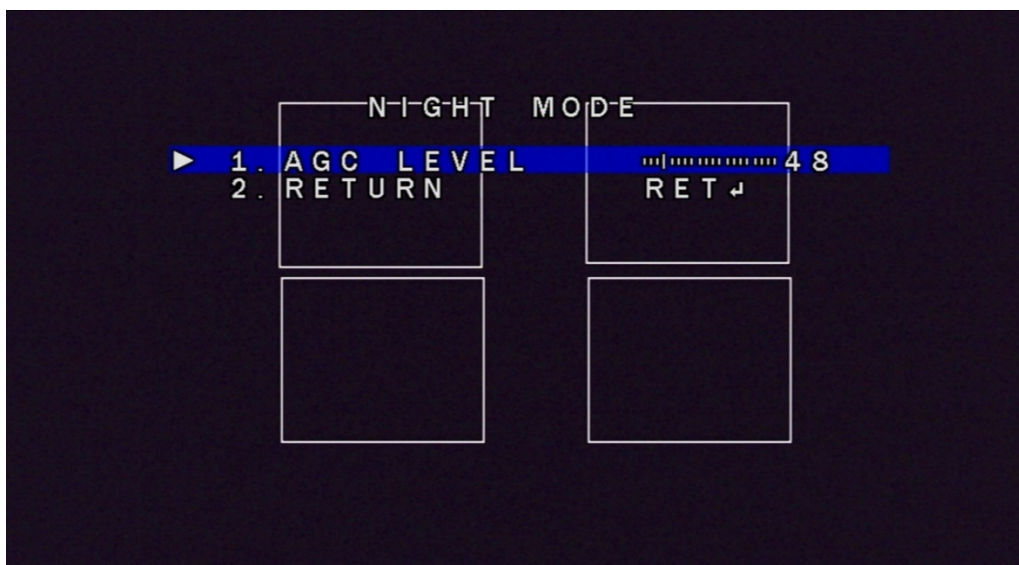 NIGHT MODE
1. AGC LEVEL 48
2. RETURN RET↲